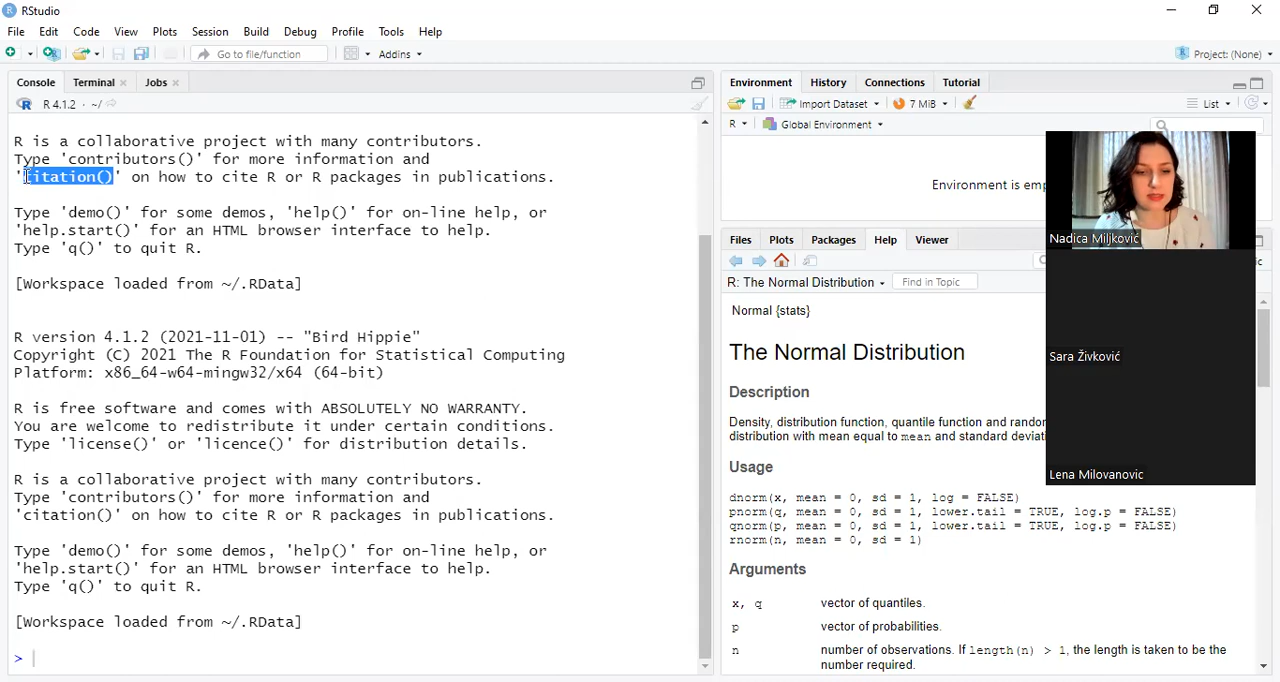 RStudio
File Edit Code View Plots Session Build Debug Profile Tools Help
Go to file/function
Addins
Project: (None)
Console Terminal Jobs
R 4.1.2 · ~/
R is a collaborative project with many contributors.
Type 'contributors()' for more information and
'citation()' on how to cite R or R packages in publications.
Type 'demo()' for some demos, 'help()' for on-line help, or
'help.start()' for an HTML browser interface to help.
Type 'q()' to quit R.
[Workspace loaded from ~/.RData]
R version 4.1.2 (2021-11-01) -- "Bird Hippie"
Copyright (C) 2021 The R Foundation for Statistical Computing
Platform: x86_64-w64-mingw32/x64 (64-bit)
R is free software and comes with ABSOLUTELY NO WARRANTY.
You are welcome to redistribute it under certain conditions.
Type 'license()' or 'licence()' for distribution details.
R is a collaborative project with many contributors.
Type 'contributors()' for more information and
'citation()' on how to cite R or R packages in publications.
Type 'demo()' for some demos, 'help()' for on-line help, or
'help.start()' for an HTML browser interface to help.
Type 'q()' to quit R.
[Workspace loaded from ~/.RData]
>
Environment History Connections Tutorial
Import Dataset 7 MiB List
R Global Environment
Environment is
Files Plots Packages Help Viewer
R: The Normal Distribution Find in Topic
Normal {stats}
The Normal Distribution
Description
Density, distribution function, quantile function and
distribution with mean equal to mean and standard
Usage
dnorm(x, mean = 0, sd = 1, log = FALSE)
pnorm(q, mean = 0, sd = 1, lower.tail = TRUE, log.p = FALSE)
qnorm(p, mean = 0, sd = 1, lower.tail = TRUE, log.p = FALSE)
rnorm(n, mean = 0, sd = 1)
Arguments
x, q vector of quantiles.
p vector of probabilities.
n number of observations. If length(n) > 1, the length is taken to be the
number required.
Nadica Miljković
Sara Živković
Lena Milovanovic